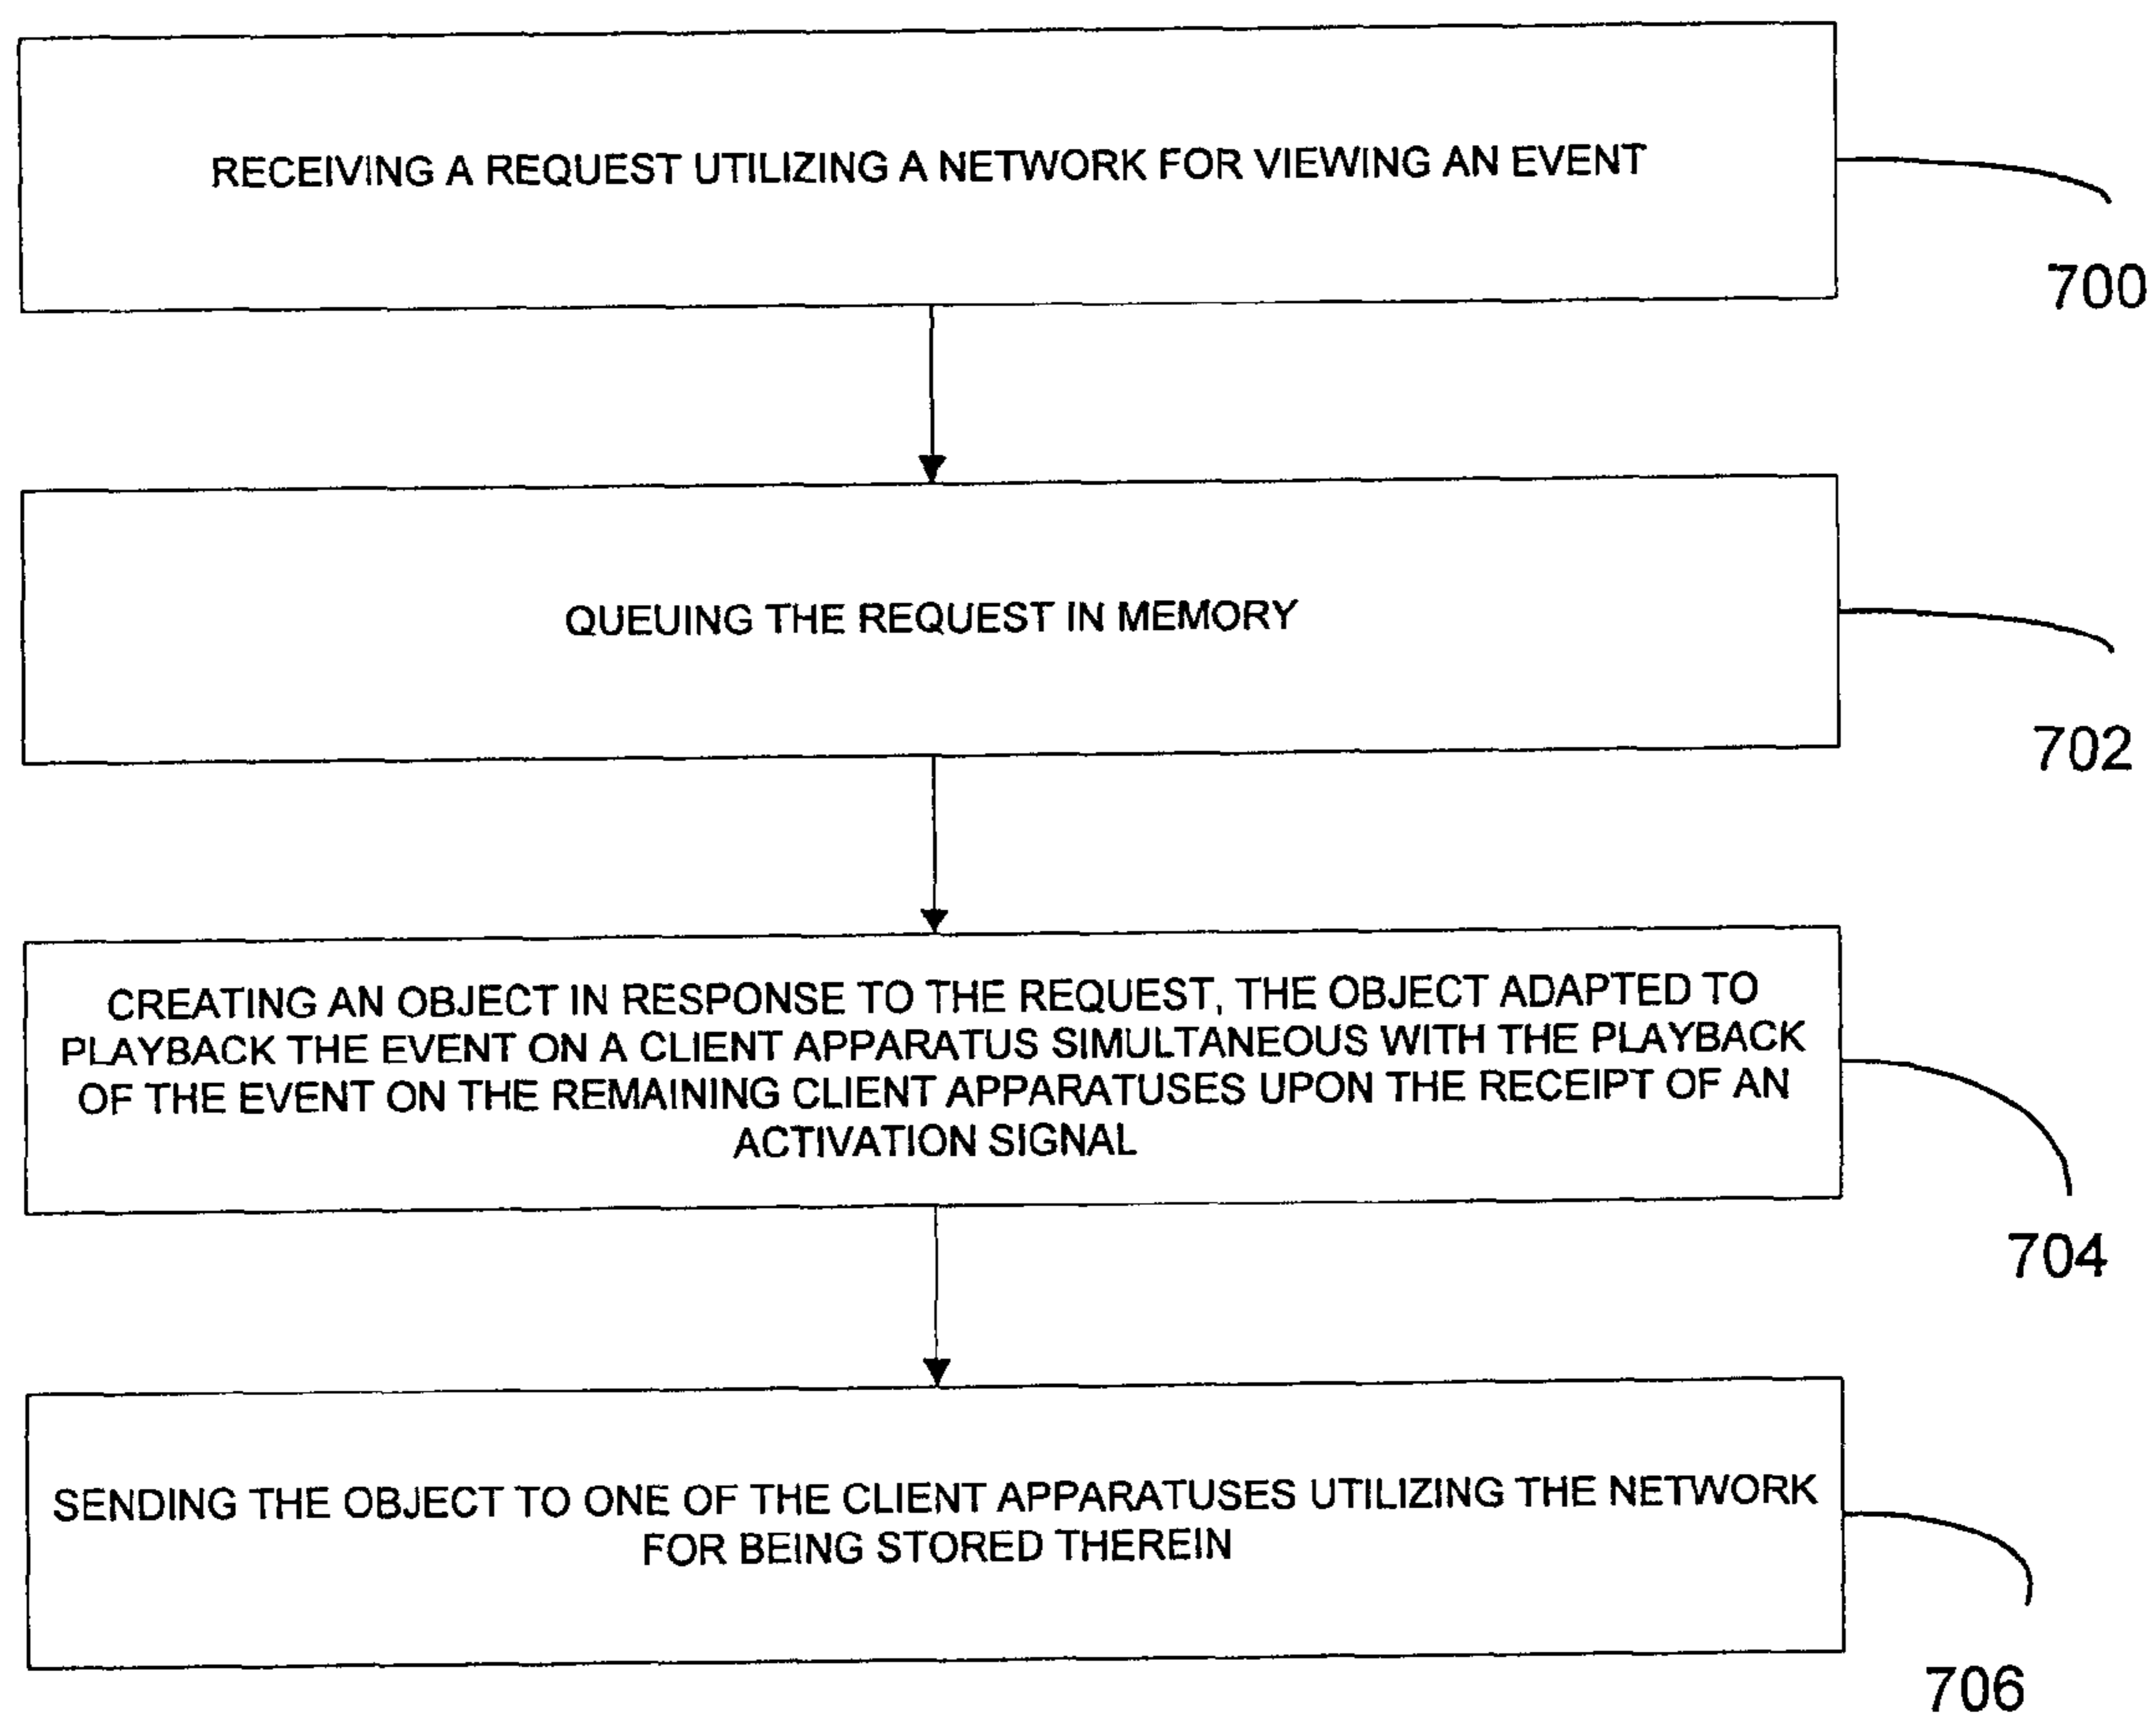 RECEIVING A REQUEST UTILIZING A NETWORK FOR VIEWING AN EVENT
700
QUEUING THE REQUEST IN MEMORY
702
CREATING AN OBJECT IN RESPONSE TO THE REQUEST, THE OBJECT ADAPTED TO
PLAYBACK THE EVENT ON A CLIENT APPARATUS SIMULTANEOUS WITH THE PLAYBACK
OF THE EVENT ON THE REMAINING CLIENT APPARATUSES UPON THE RECEIPT OF AN
ACTIVATION SIGNAL
704
SENDING THE OBJECT TO ONE OF THE CLIENT APPARATUSES UTILIZING THE NETWORK
FOR BEING STORED THEREIN
706